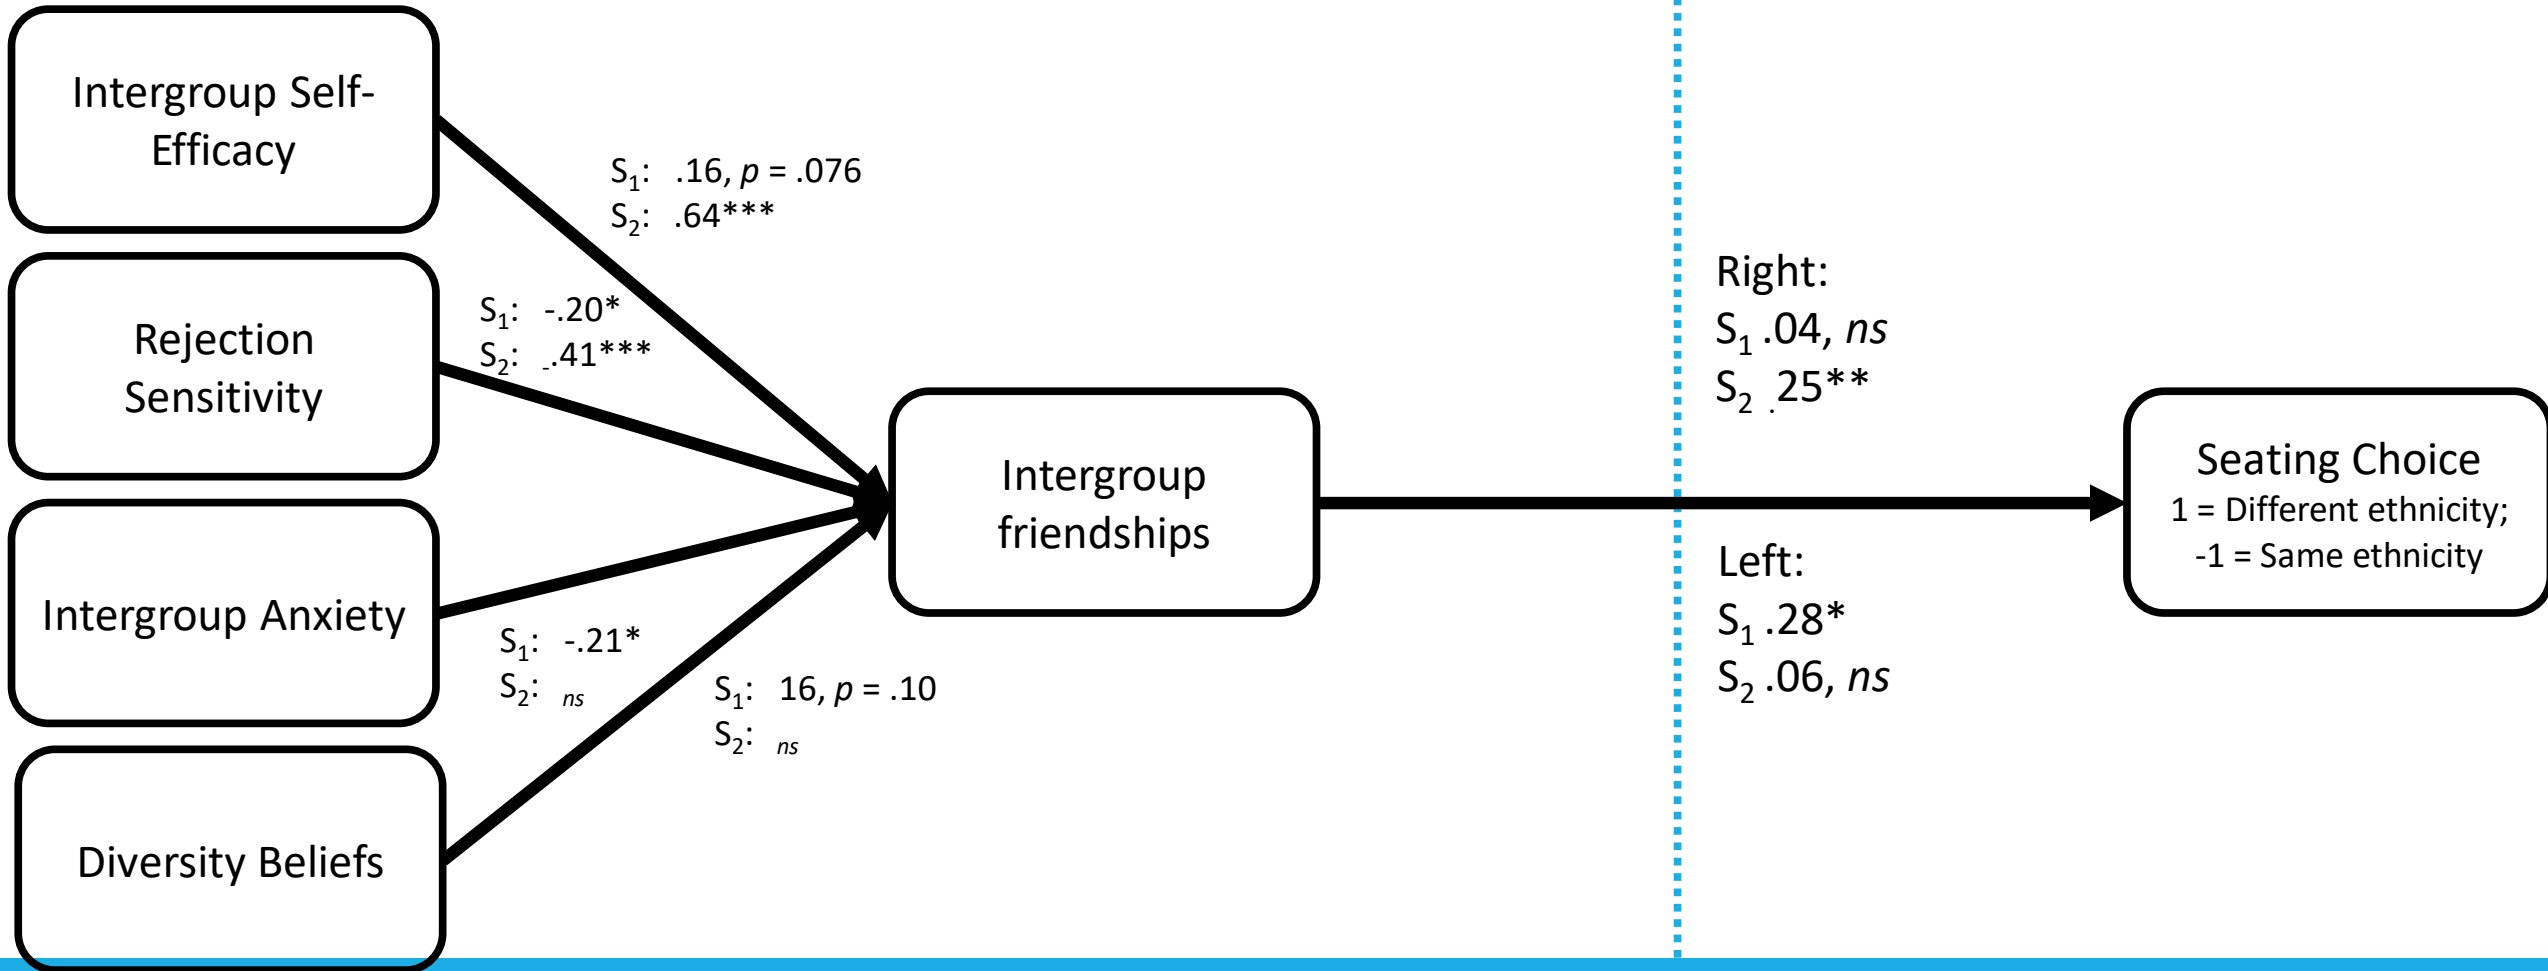 Intergroup Self-
Efficacy
S₁: .16, p = .076
S₂: .64***
Rejection
Sensitivity
S₁: -.20*
S₂: -.41***
Intergroup Anxiety
S₁: -.21*
S₂: ns
Diversity Beliefs
S₁: 16, p = .10
S₂: ns
Intergroup
friendships
Right:
S₁ .04, ns
S₂ .25**
Left:
S₁ .28*
S₂ .06, ns
Seating Choice
1 = Different ethnicity;
-1 = Same ethnicity